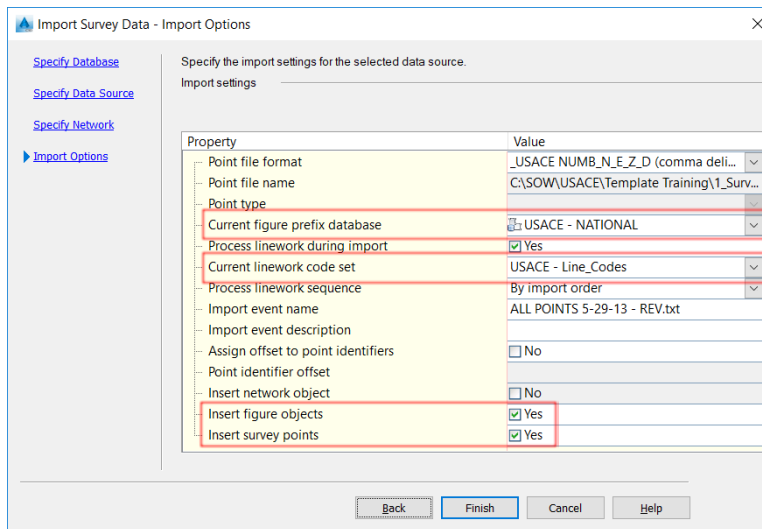 Import Survey Data - Import Options
Specify Database
Specify Data Source
Specify Network
Import Options
Specify the import settings for the selected data source.
Import settings
Property Value
Point file format _USACE NUMB_N_E_Z_D (comma deli...
Point file name C:\SOW\USACE\Template Training\1_Surv...
Point type
Current figure prefix database USACE - NATIONAL
Process linework during import Yes
Current linework code set USACE - Line_Codes
Process linework sequence By import order
Import event name ALL POINTS 5-29-13 - REV.txt
Import event description
Assign offset to point identifiers No
Point identifier offset
Insert network object No
Insert figure objects Yes
Insert survey points Yes
Back Finish Cancel Help